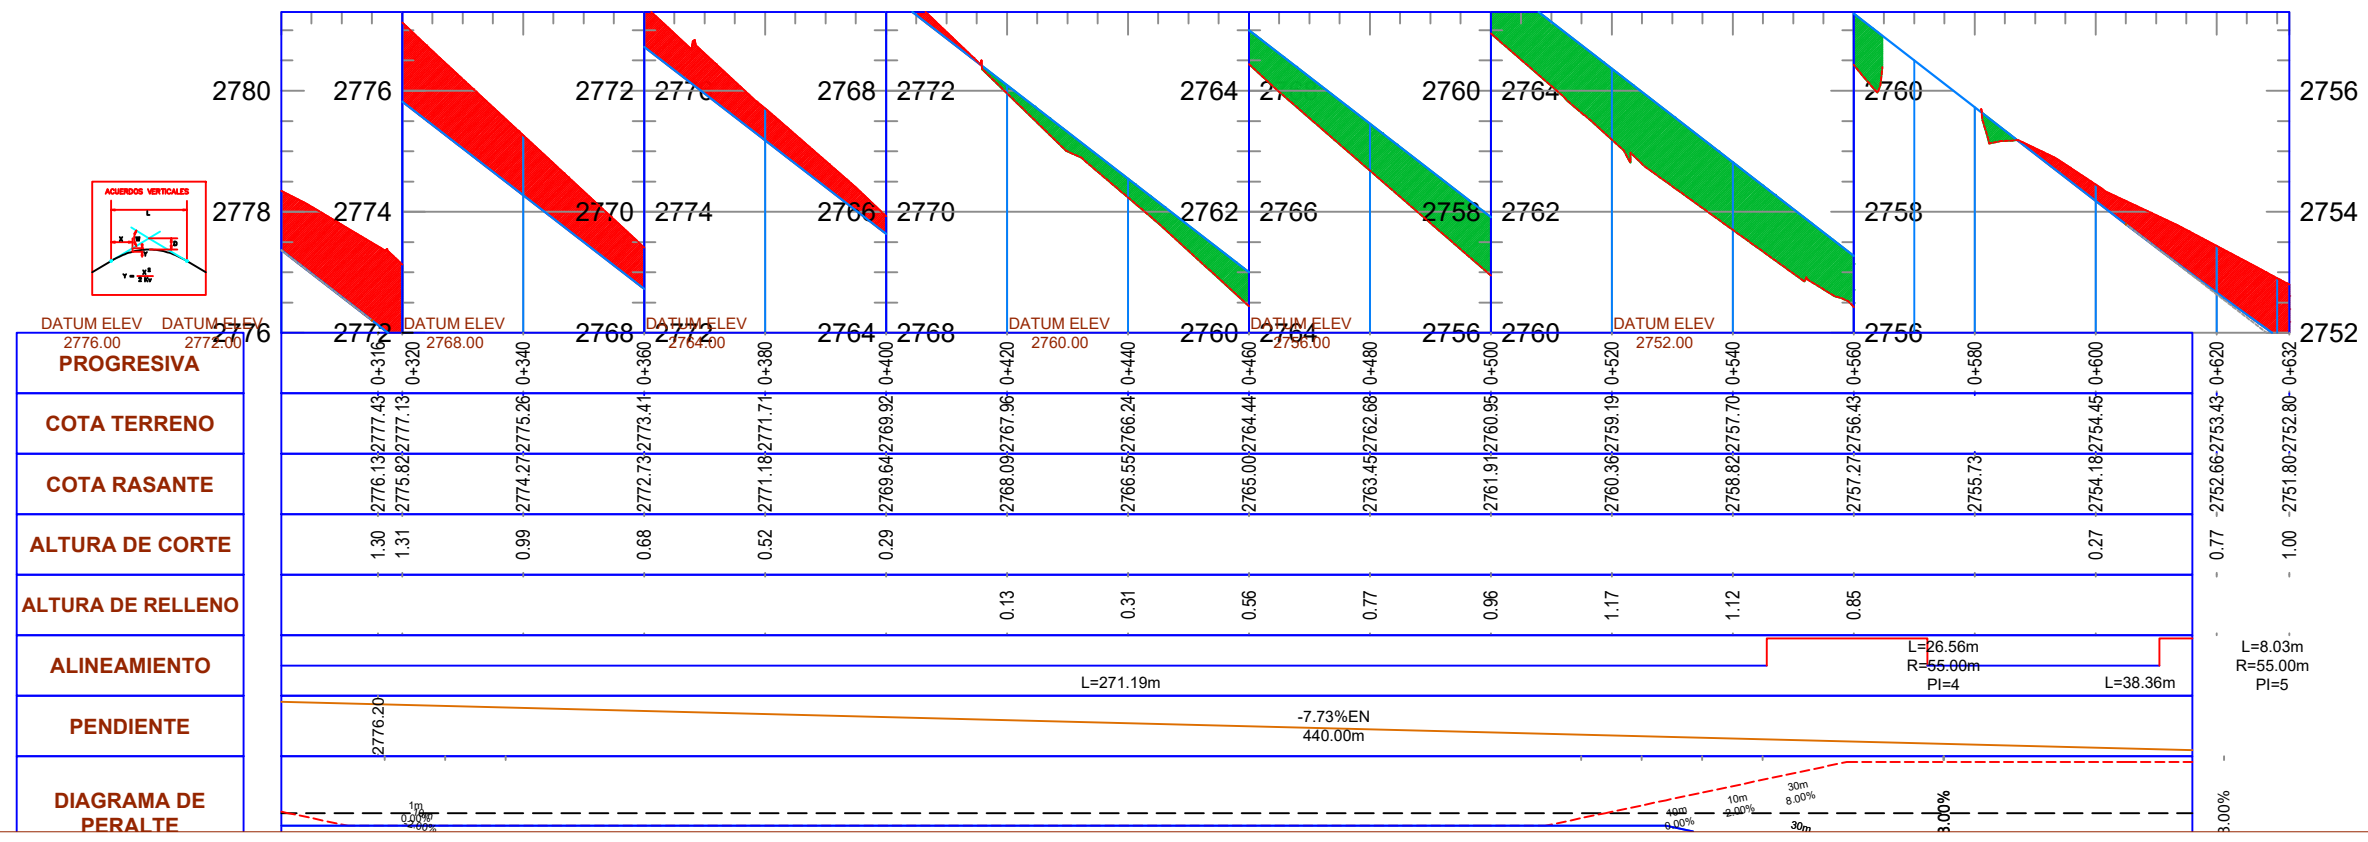 2780
2776
2772
2776
2768
2772
2764
2760
2764
2760
2756
2778
2774
2770
2774
2766
2770
2762
2766
2758
2762
2758
2754
2776
2772
2768
2772
2764
2768
2760
2764
2756
2760
2756
2752
ACUERDOS VERTICALES
L
X
D
Y
DATUM ELEV
2776.00
DATUM ELEV
2772.00
DATUM ELEV
2768.00
DATUM ELEV
2764.00
DATUM ELEV
2760.00
DATUM ELEV
2756.00
DATUM ELEV
2752.00
PROGRESIVA
0+316 0+320 0+340 0+360 0+380 0+400 0+420 0+440 0+460 0+480 0+500 0+520 0+540 0+560 0+580 0+600 0+620 0+632
COTA TERRENO
2777.43 2777.13 2775.26 2773.41 2771.71 2769.92 2767.96 2766.24 2764.44 2762.68 2760.95 2759.19 2757.70 2756.43 2754.45 2753.43 2752.80
COTA RASANTE
2776.13 2775.82 2774.27 2772.73 2771.18 2769.64 2768.09 2766.55 2765.00 2763.45 2761.91 2760.36 2758.82 2757.27 2755.73 2754.18 2752.66 2751.80
ALTURA DE CORTE
1.30 1.31 0.99 0.68 0.52 0.29 0.27 0.77 1.00
ALTURA DE RELLENO
0.13 0.31 0.56 0.77 0.96 1.17 1.12 0.85
ALINEAMIENTO
L=271.19m
L=26.56m
R=55.00m
PI=4
L=38.36m
L=8.03m
R=55.00m
PI=5
PENDIENTE
2776.20
-7.73%EN
440.00m
DIAGRAMA DE
PERALTE
1m
0.00%
-2.00%
40m
0.00%
10m
2.00%
30m
8.00%
30m